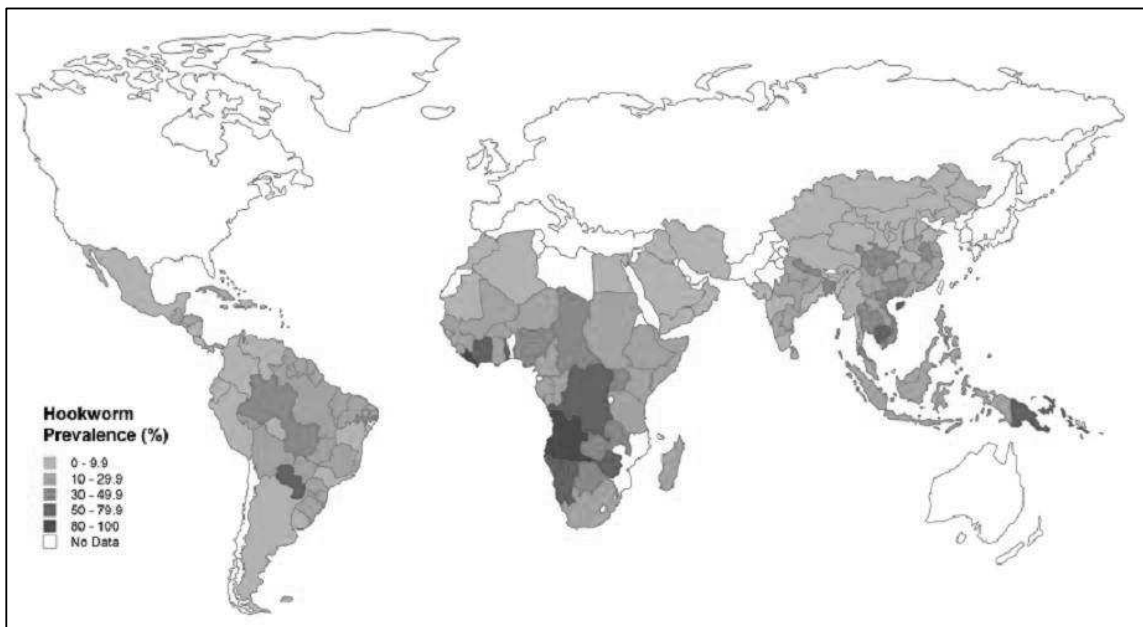 Hookworm
Prevalence (%)
0 - 9.9
10 - 29.9
30 - 49.9
50 - 79.9
80 - 100
No Data